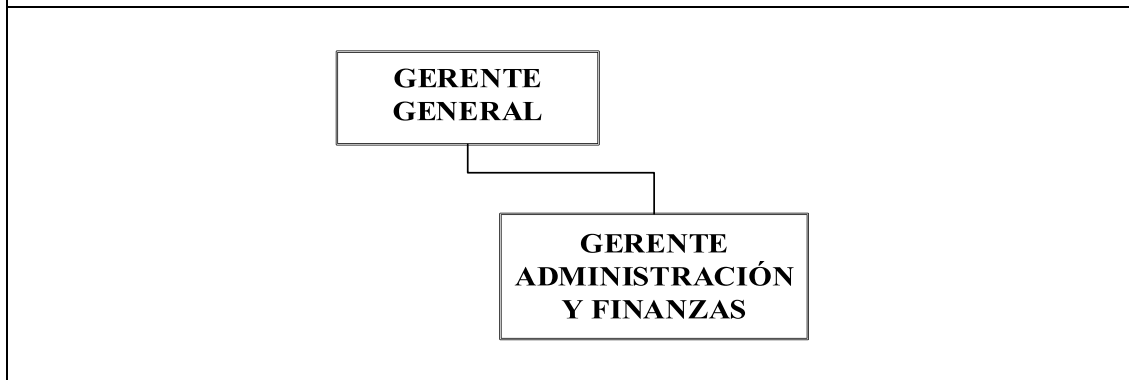 GERENTE
GENERAL
GERENTE
ADMINISTRACIÓN
Y FINANZAS